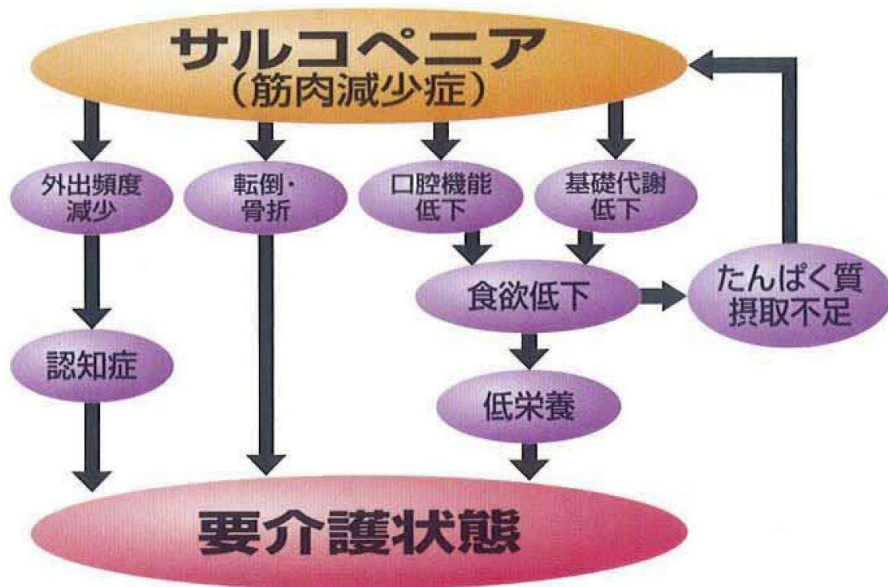 サルコペニア
（筋肉減少症）
外出頻度
減少
転倒・
骨折
口腔機能
低下
基礎代謝
低下
食欲低下
たんぱく質
摂取不足
認知症
低栄養
要介護状態